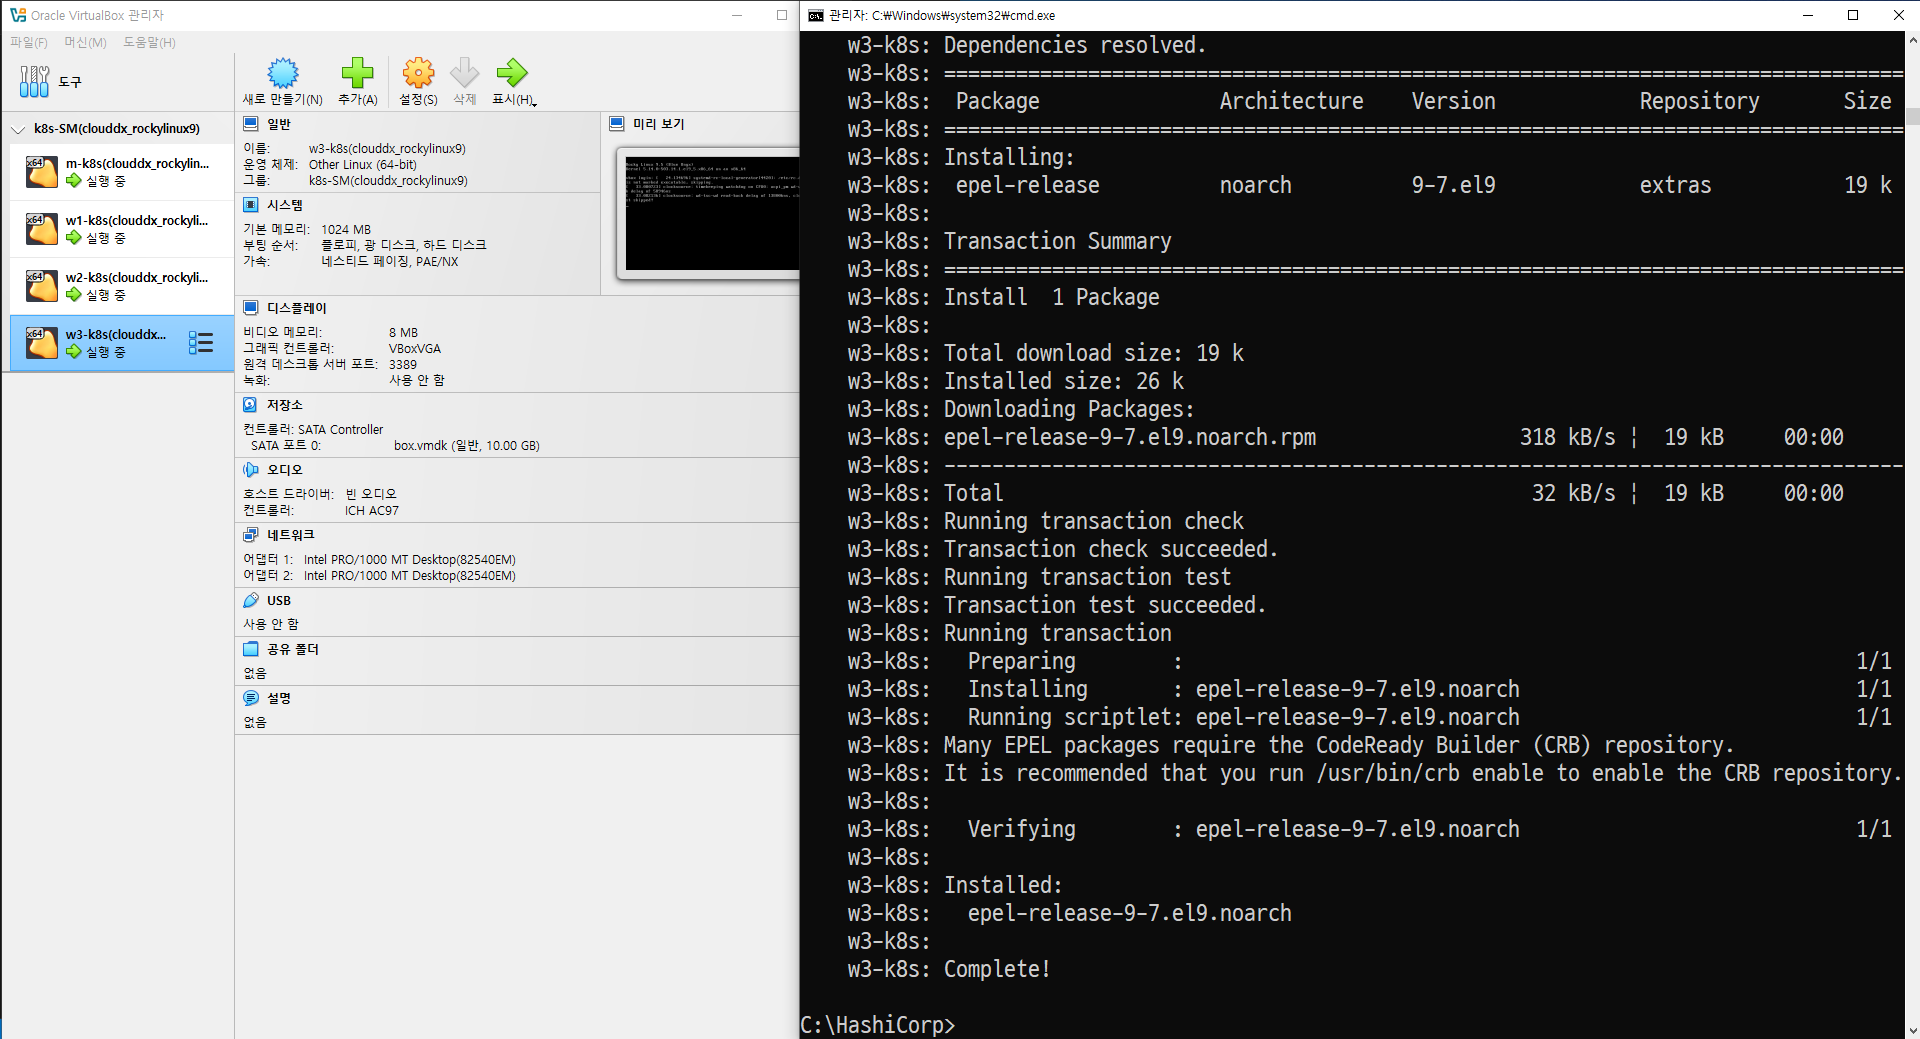 Oracle VirtualBox 관리자
파일(F) 머신(M) 도움말(H)
도구
새로 만들기(N) 추가(A) 설정(S) 삭제 표시(H)
k8s-SM(clouddx_rockylinux9)
x64
m-k8s(clouddx_rockylin...
실행 중
x64
w1-k8s(clouddx_rockyli...
실행 중
x64
w2-k8s(clouddx_rockyli...
실행 중
x64
w3-k8s(clouddx...
실행 중
일반
이름: w3-k8s(clouddx_rockylinux9)
운영 체제: Other Linux (64-bit)
그룹: k8s-SM(clouddx_rockylinux9)
미리 보기
시스템
기본 메모리: 1024 MB
부팅 순서: 플로피, 광 디스크, 하드 디스크
가속: 네스티드 페이징, PAE/NX
디스플레이
비디오 메모리: 8 MB
그래픽 컨트롤러: VBoxVGA
원격 데스크톱 서버 포트: 3389
녹화: 사용 안 함
저장소
컨트롤러: SATA Controller
SATA 포트 0: box.vmdk (일반, 10.00 GB)
오디오
호스트 드라이버: 빈 오디오
컨트롤러: ICH AC97
네트워크
어댑터 1: Intel PRO/1000 MT Desktop(82540EM)
어댑터 2: Intel PRO/1000 MT Desktop(82540EM)
USB
사용 안 함
공유 폴더
없음
설명
없음
관리자: C:₩Windows₩system32₩cmd.exe
w3-k8s: Dependencies resolved.
w3-k8s: ================================================================================
w3-k8s: Package Architecture Version Repository Size
w3-k8s: ================================================================================
w3-k8s: Installing:
w3-k8s: epel-release noarch 9-7.el9 extras 19 k
w3-k8s:
w3-k8s: Transaction Summary
w3-k8s: ================================================================================
w3-k8s: Install 1 Package
w3-k8s:
w3-k8s: Total download size: 19 k
w3-k8s: Installed size: 26 k
w3-k8s: Downloading Packages:
w3-k8s: epel-release-9-7.el9.noarch.rpm 318 kB/s ¦ 19 kB 00:00
w3-k8s: --------------------------------------------------------------------------------
w3-k8s: Total 32 kB/s ¦ 19 kB 00:00
w3-k8s: Running transaction check
w3-k8s: Transaction check succeeded.
w3-k8s: Running transaction test
w3-k8s: Transaction test succeeded.
w3-k8s: Running transaction
w3-k8s: Preparing : 1/1
w3-k8s: Installing : epel-release-9-7.el9.noarch 1/1
w3-k8s: Running scriptlet: epel-release-9-7.el9.noarch 1/1
w3-k8s: Many EPEL packages require the CodeReady Builder (CRB) repository.
w3-k8s: It is recommended that you run /usr/bin/crb enable to enable the CRB repository.
w3-k8s:
w3-k8s: Verifying : epel-release-9-7.el9.noarch 1/1
w3-k8s:
w3-k8s: Installed:
w3-k8s: epel-release-9-7.el9.noarch
w3-k8s:
w3-k8s: Complete!
C:\HashiCorp>